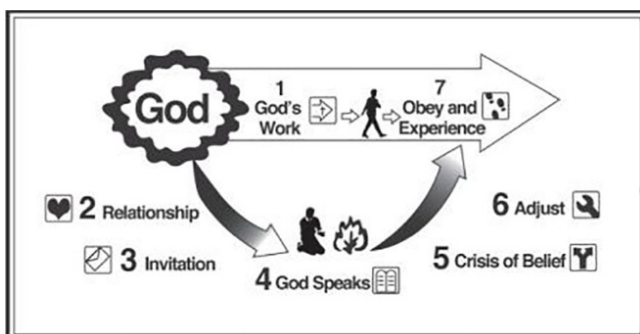 God
1
God's
Work
7
Obey and
Experience
2 Relationship
3 Invitation
4 God Speaks
5 Crisis of Belief
6 Adjust